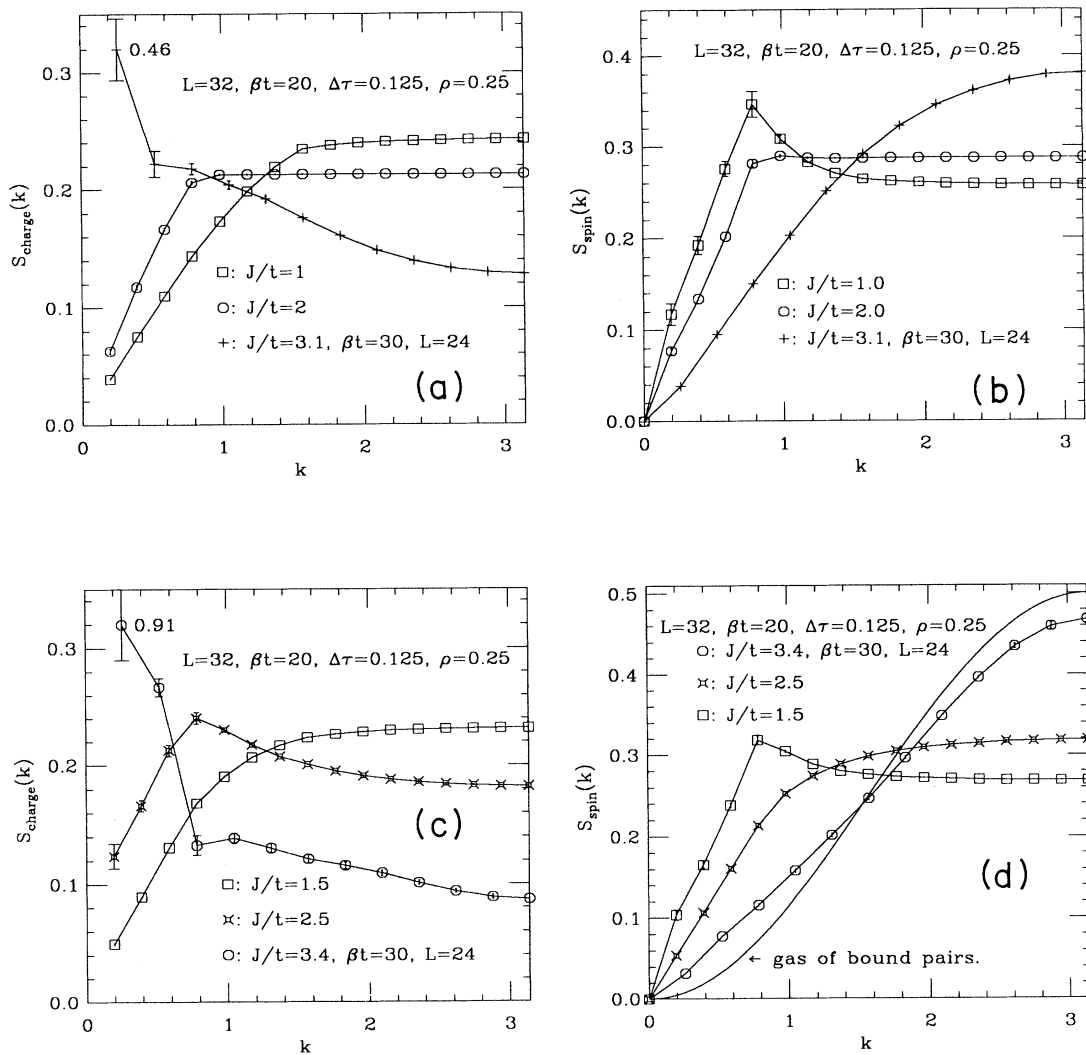 0.46
L=32, βt=20, Δτ=0.125, ρ=0.25
0.3
0.2
0.1
0.0
S_charge(k)
□: J/t=1
○: J/t=2
+: J/t=3.1, βt=30, L=24
(a)
0 1 2 3
k
L=32, βt=20, Δτ=0.125, ρ=0.25
0.4
0.3
0.2
0.1
0.0
S_spin(k)
□: J/t=1.0
○: J/t=2.0
+: J/t=3.1, βt=30, L=24
(b)
0 1 2 3
k
0.91
L=32, βt=20, Δτ=0.125, ρ=0.25
0.3
0.2
0.1
0.0
S_charge(k)
(c)
□: J/t=1.5
¤: J/t=2.5
○: J/t=3.4, βt=30, L=24
0 1 2 3
k
L=32, βt=20, Δτ=0.125, ρ=0.25
○: J/t=3.4, βt=30, L=24
¤: J/t=2.5
□: J/t=1.5
0.5
0.4
0.3
0.2
0.1
0.0
S_spin(k)
(d)
← gas of bound pairs.
0 1 2 3
k